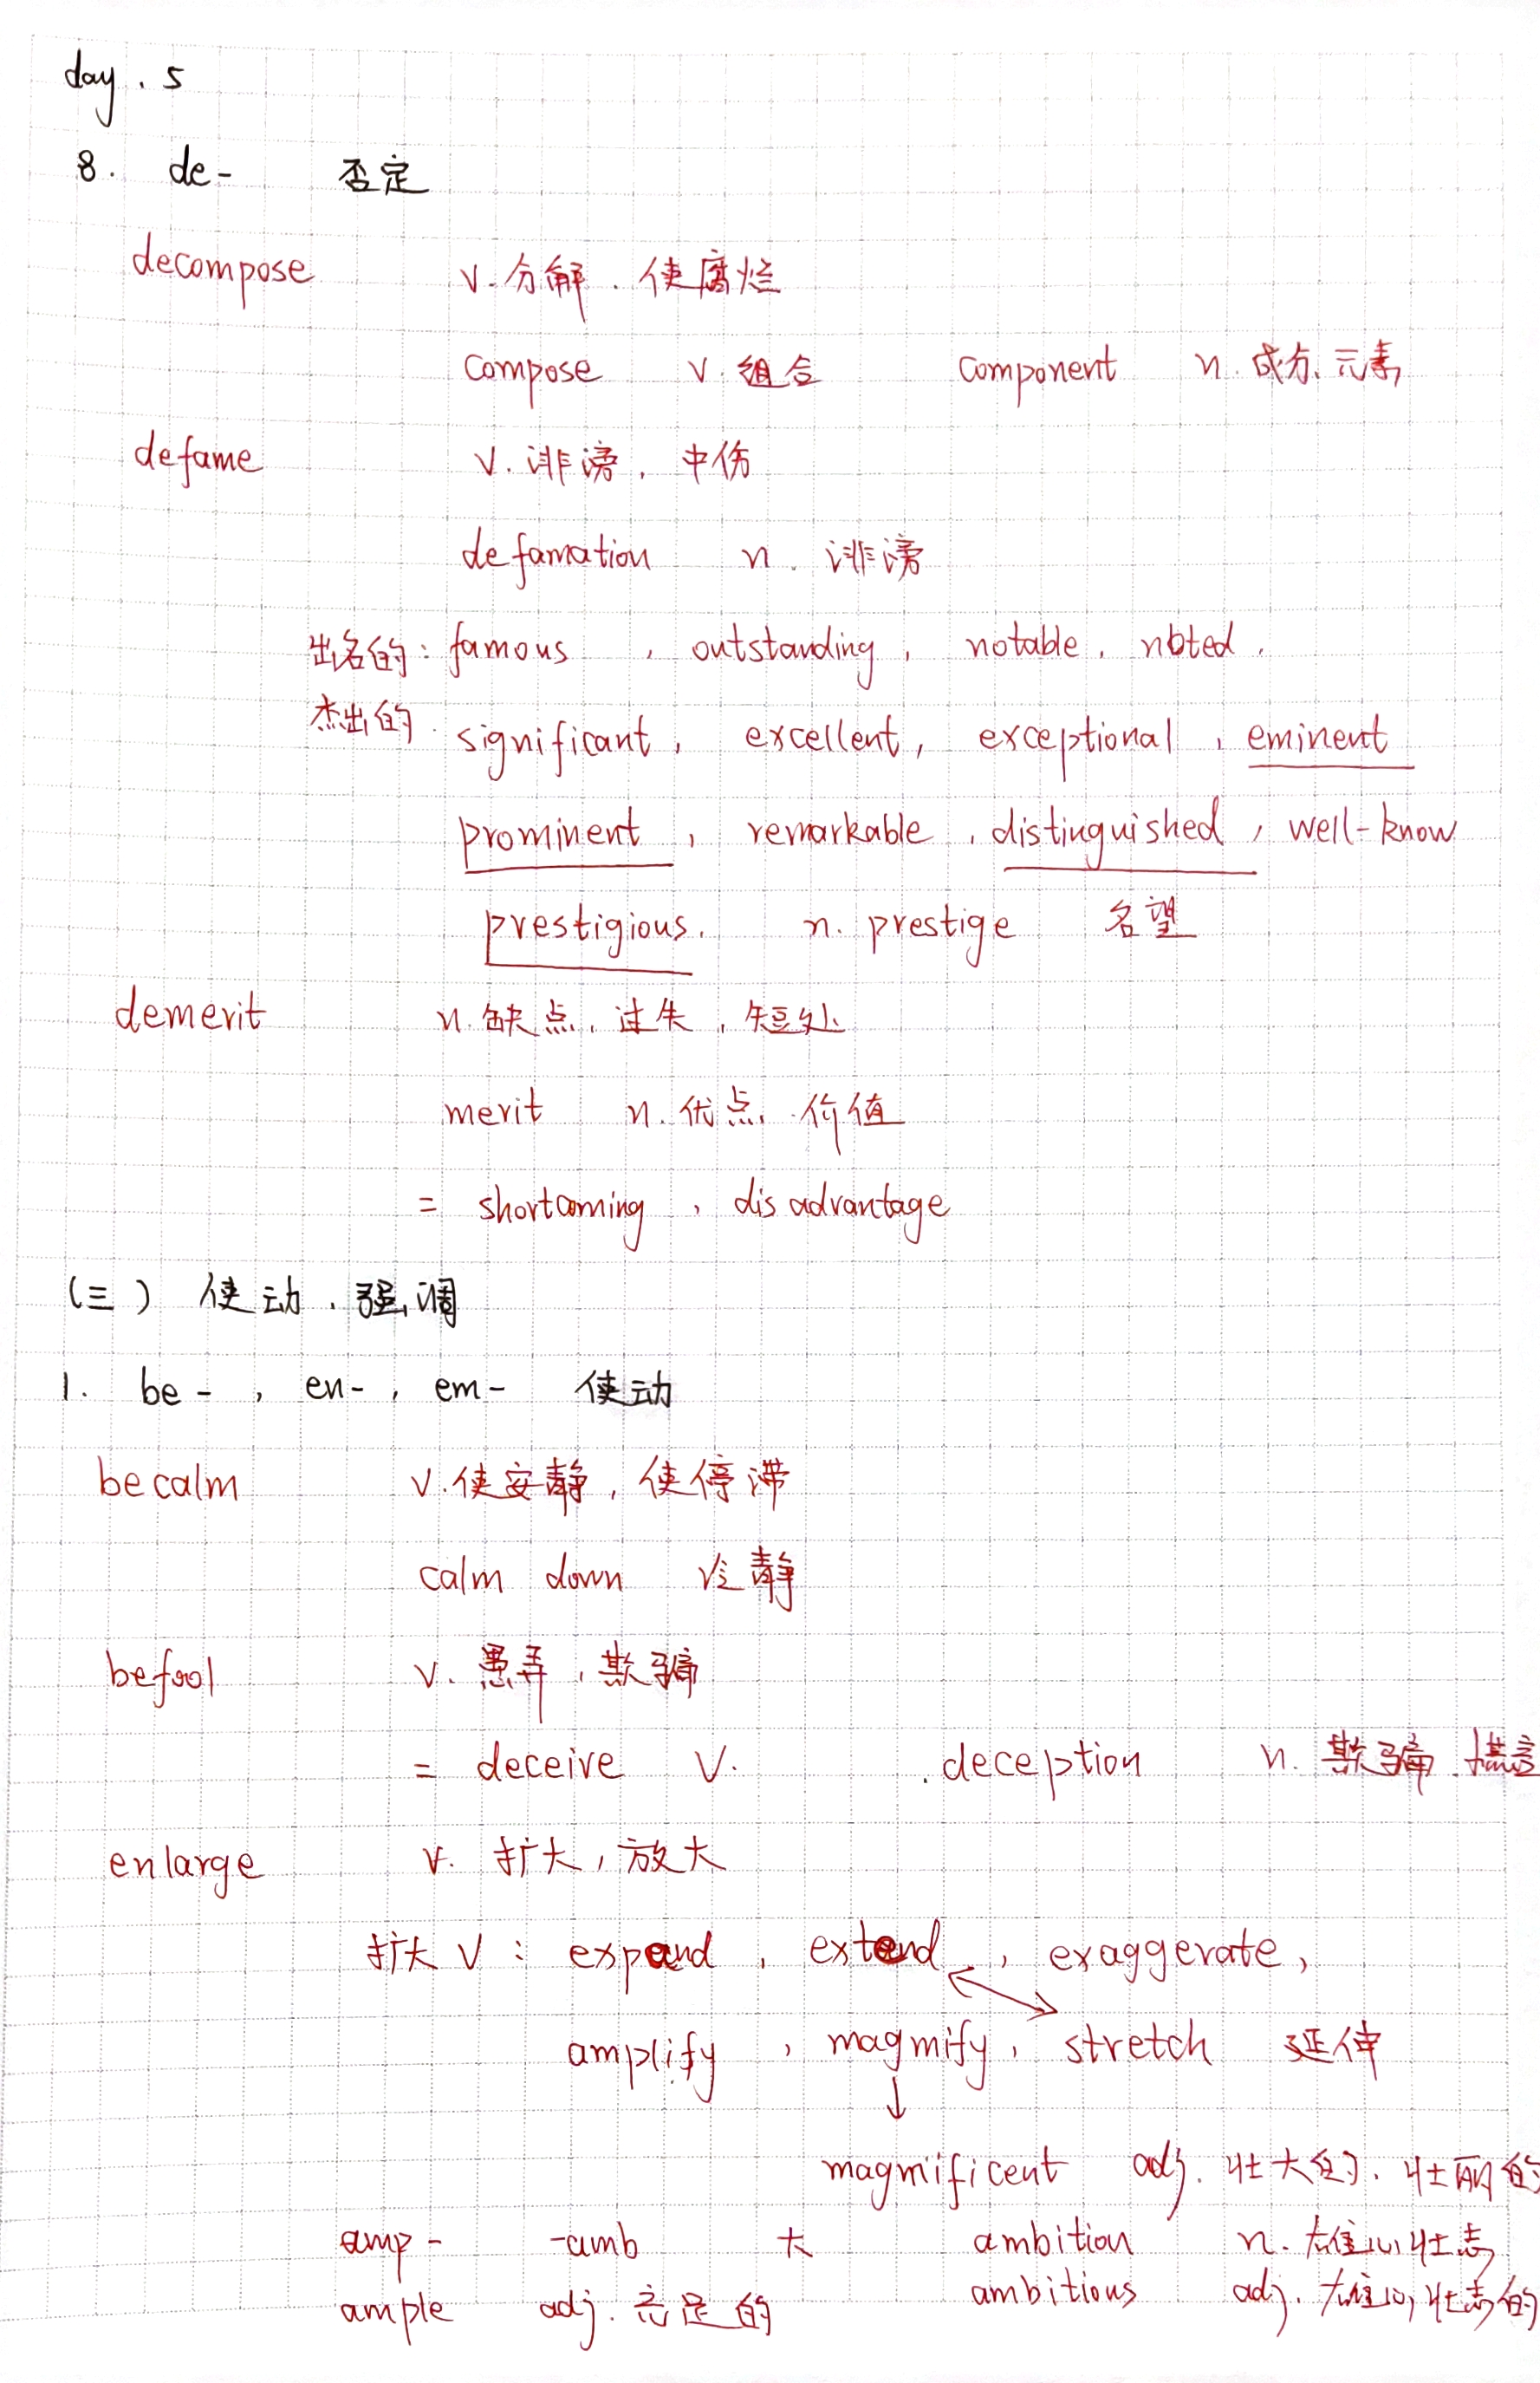 day . 5
8. de- 否定
decompose v. 分解、使腐烂
compose v. 组合 component n. 成分、元素
defame v. 诽谤, 中伤
defamation n. 诽谤
出名的: famous , outstanding , notable , noted .
杰出的. significant , excellent , exceptional , eminent
prominent , remarkable , distinguished , well-know
prestigious. n. prestige 名望
demerit n. 缺点, 过失, 短处
merit n. 优点. 价值
= shortcoming , disadvantage
(三) 使动、强调
1. be- , en- , em- 使动
becalm v. 使安静, 使停滞
calm down 冷静
befool v. 愚弄, 欺骗
= deceive v. . deception n. 欺骗.谎言
enlarge v. 扩大, 放大
扩大 v : expand , extend , exaggerate ,
amplify , magnify , stretch 延伸
magnificent adj. 壮大的. 壮丽的
amp- -amb 大 ambition n. 雄心壮志
ample adj. 充足的 ambitious adj. 雄心壮志的